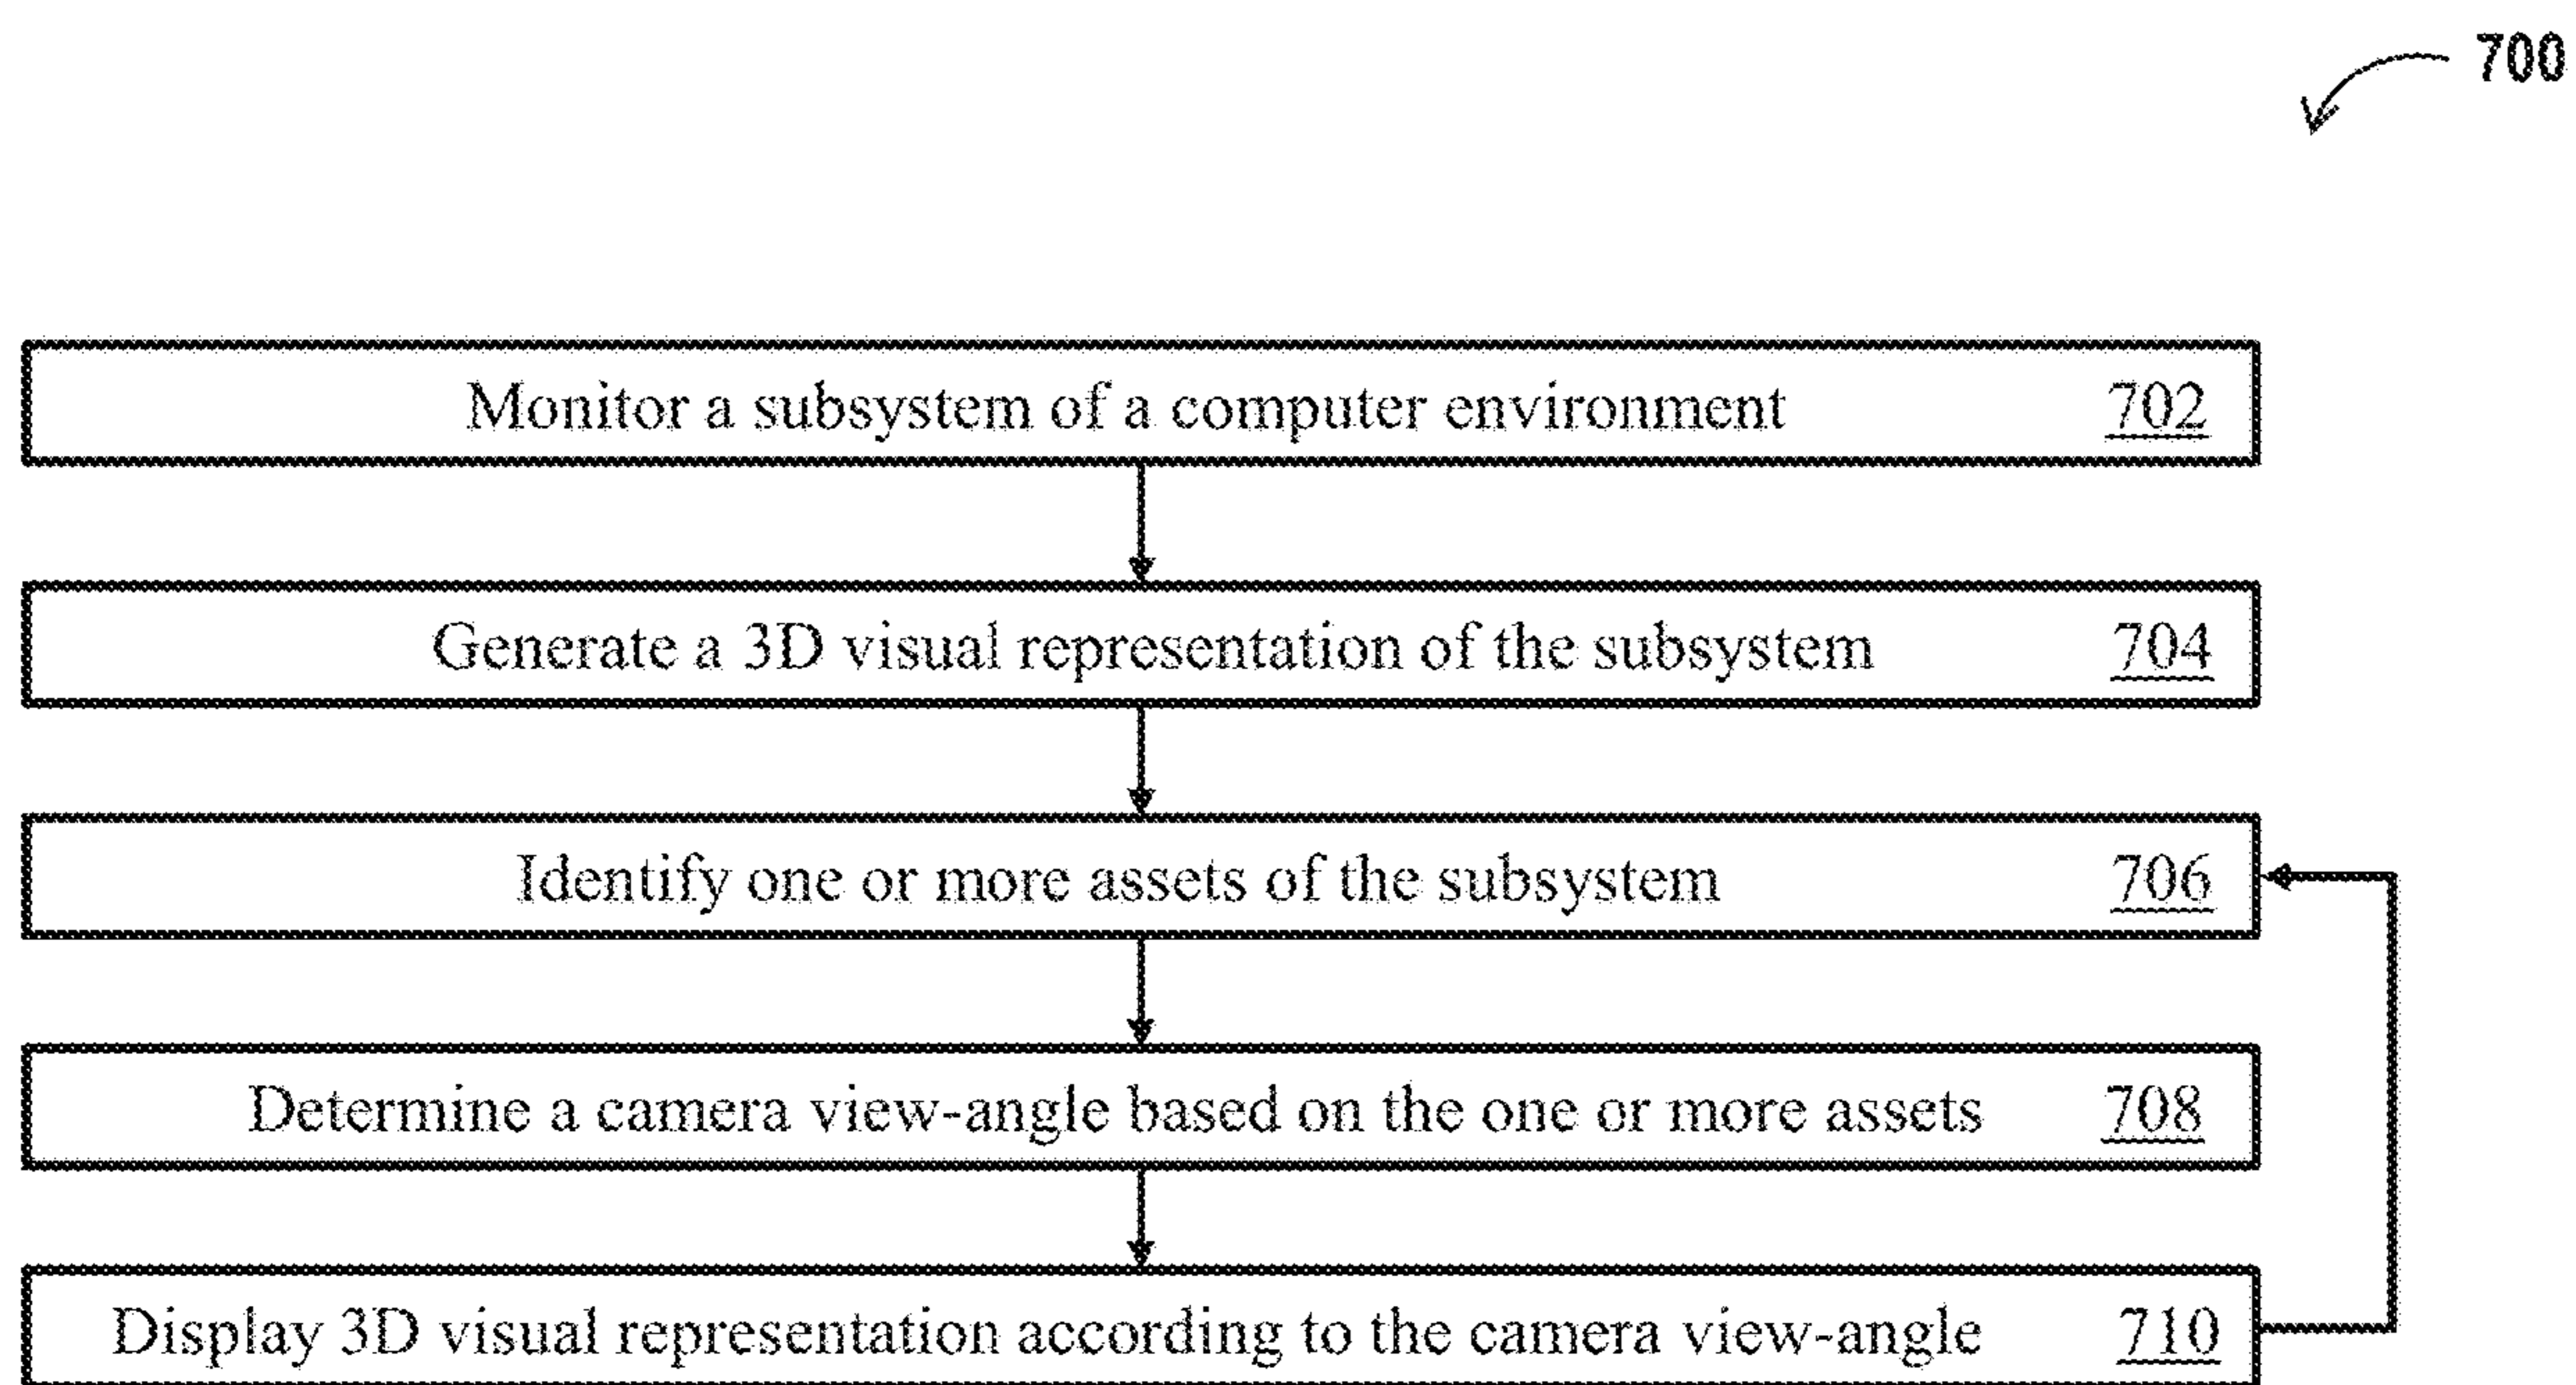 700
Monitor a subsystem of a computer environment 702
Generate a 3D visual representation of the subsystem 704
Identify one or more assets of the subsystem 706
Determine a camera view-angle based on the one or more assets 708
Display 3D visual representation according to the camera view-angle 710